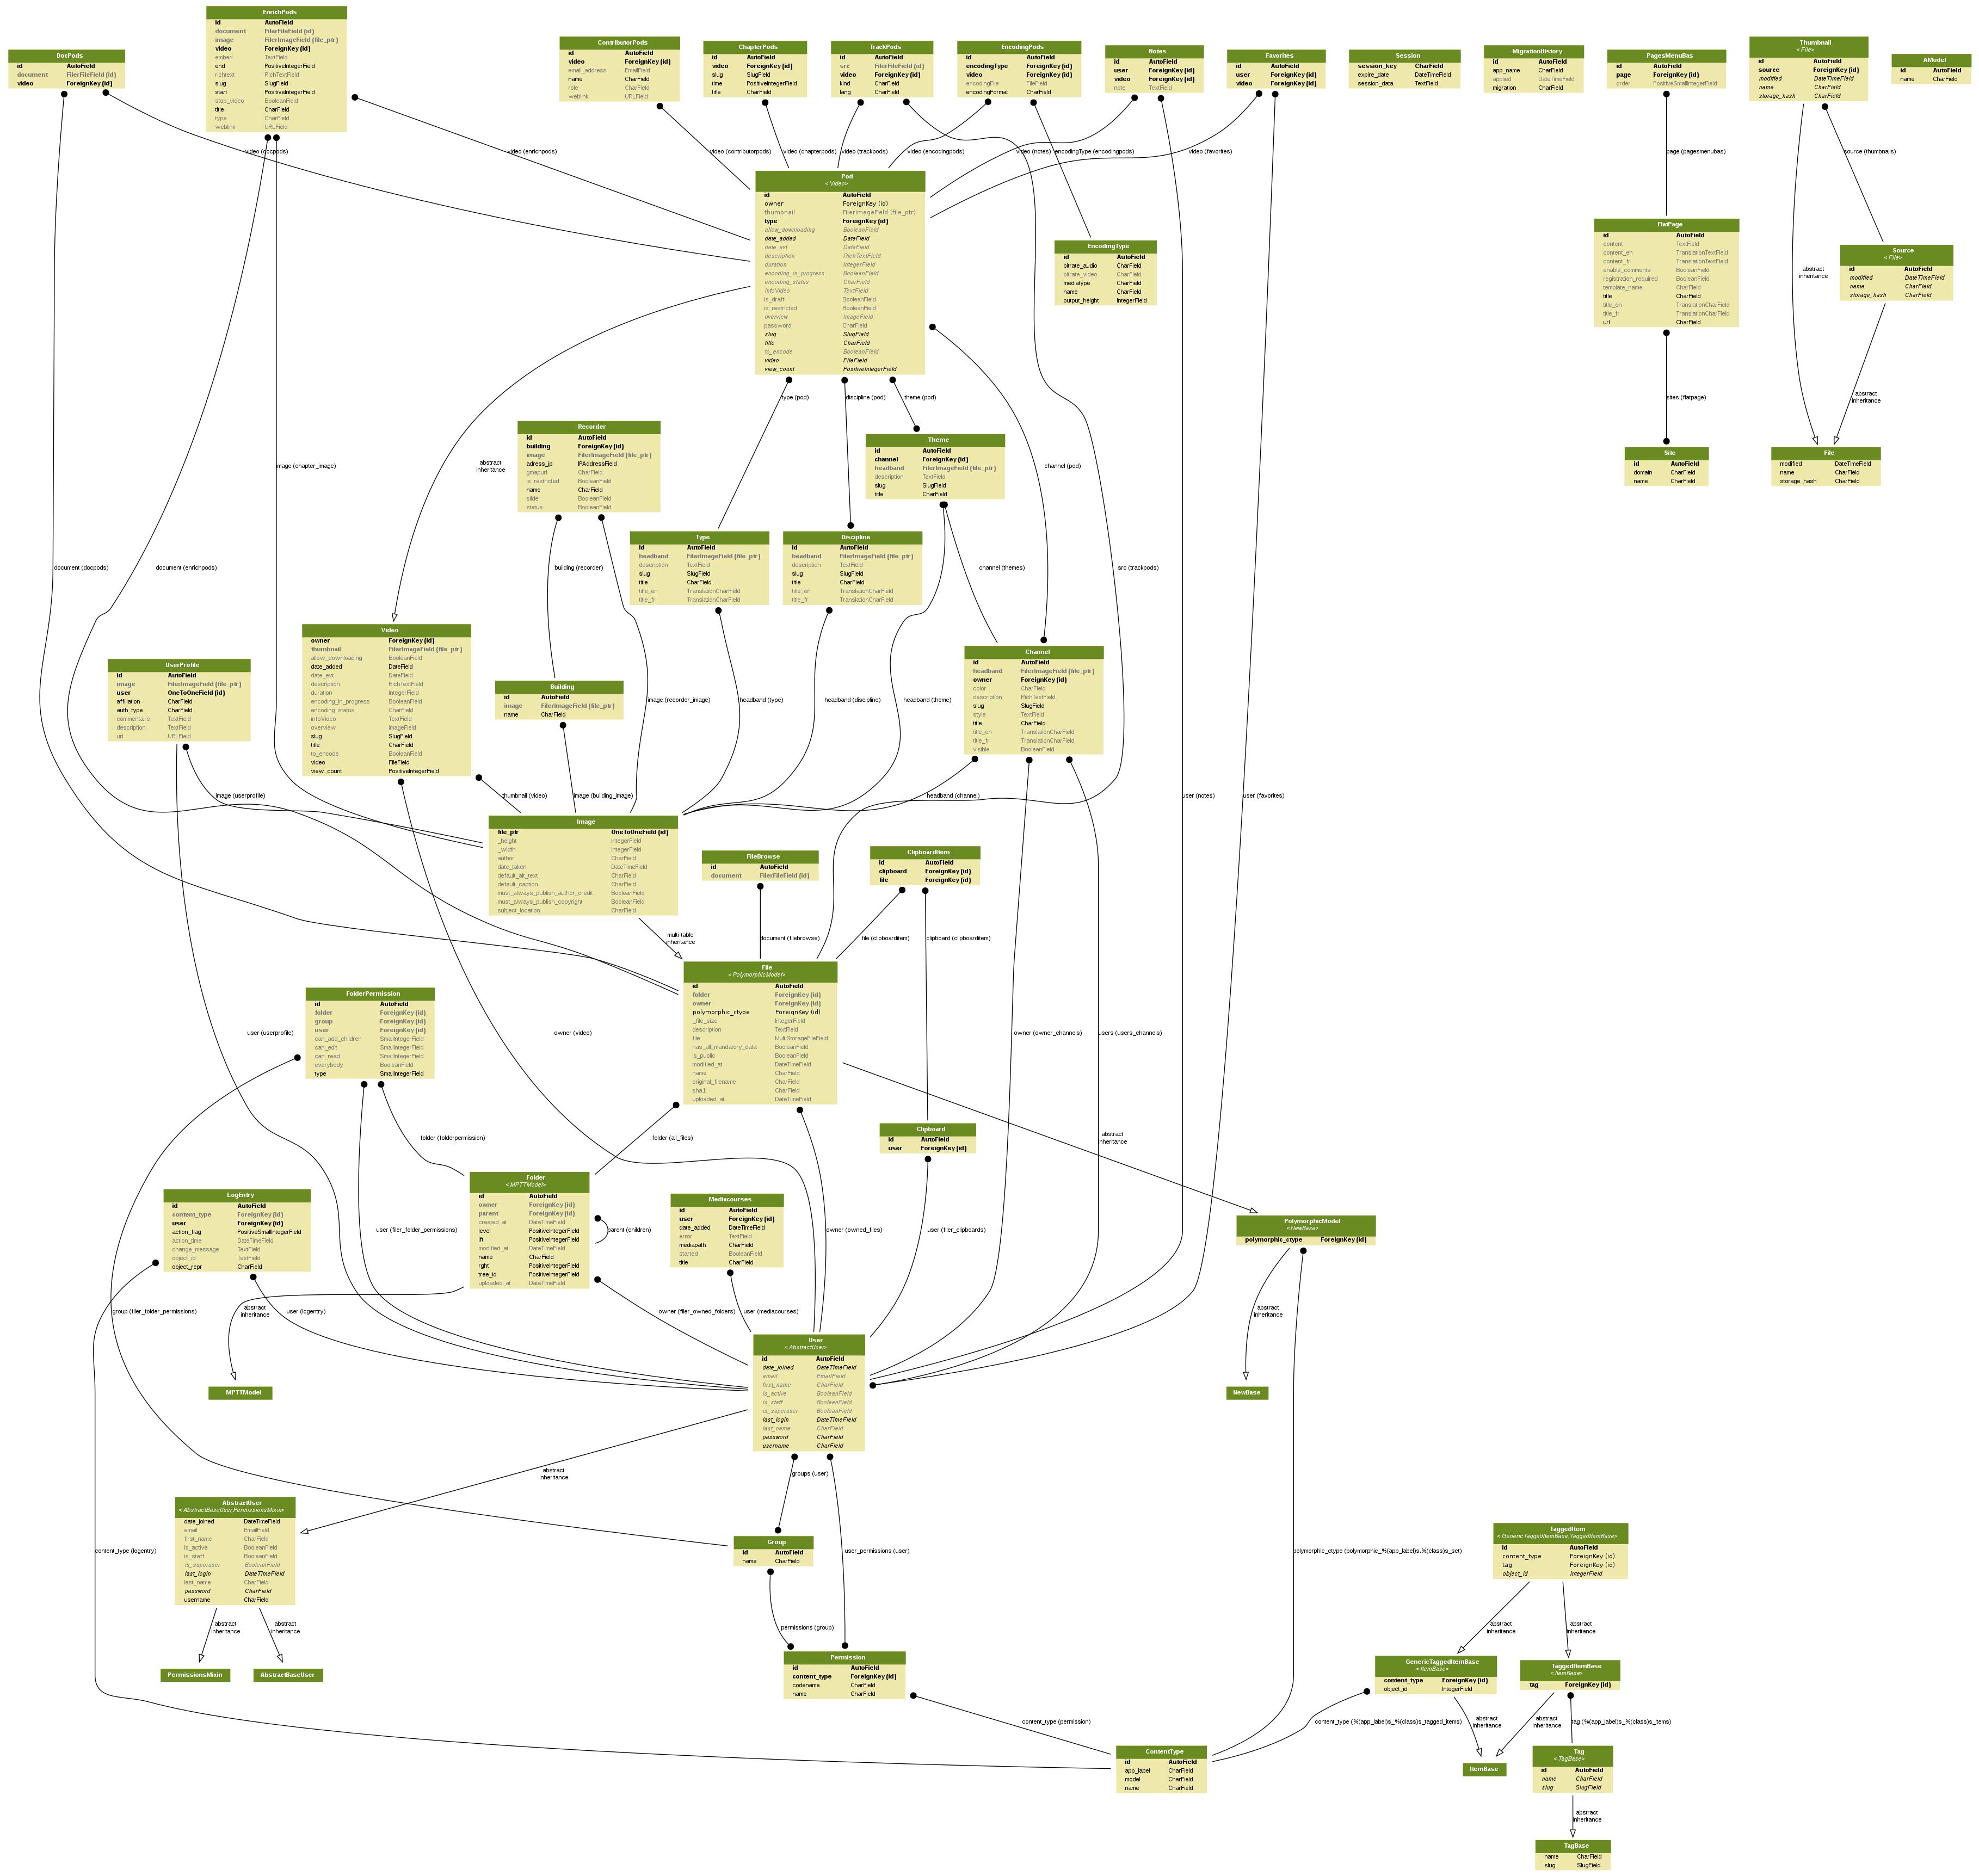 EnrichPods
id AutoField
document FilerFileField (id)
image FilerImageField (file_ptr)
video ForeignKey (id)
embed TextField
end PositiveIntegerField
richtext RichTextField
slug SlugField
start PositiveIntegerField
stop_video BooleanField
title CharField
type CharField
weblink URLField
DocPods
id AutoField
document FilerFileField (id)
video ForeignKey (id)
ContributorPods
id AutoField
video ForeignKey (id)
email_address EmailField
name CharField
role CharField
weblink URLField
ChapterPods
id AutoField
video ForeignKey (id)
slug SlugField
time PositiveIntegerField
title CharField
TrackPods
id AutoField
src FilerFileField (id)
video ForeignKey (id)
kind CharField
lang CharField
EncodingPods
id AutoField
encodingType ForeignKey (id)
video ForeignKey (id)
encodingFile FileField
encodingFormat CharField
Notes
id AutoField
user ForeignKey (id)
video ForeignKey (id)
note TextField
Favorites
id AutoField
user ForeignKey (id)
video ForeignKey (id)
Session
session_key CharField
expire_date DateTimeField
session_data TextField
MigrationHistory
id AutoField
app_name CharField
applied DateTimeField
migration CharField
PagesMenuBas
id AutoField
page ForeignKey (id)
order PositiveSmallIntegerField
Thumbnail
< File>
id AutoField
source ForeignKey (id)
modified DateTimeField
name CharField
storage_hash CharField
AModel
id AutoField
name CharField
video (docpods)
video (enrichpods)
video (contributorpods)
video (chapterpods)
video (trackpods)
video (encodingpods)
video (notes)
encodingType (encodingpods)
video (favorites)
page (pagesmenubas)
source (thumbnails)
Pod
< Video>
id AutoField
owner ForeignKey (id)
thumbnail FilerImageField (file_ptr)
type ForeignKey (id)
allow_downloading BooleanField
date_added DateField
date_evt DateField
description RichTextField
duration IntegerField
encoding_in_progress BooleanField
encoding_status CharField
infoVideo TextField
is_draft BooleanField
is_restricted BooleanField
overview ImageField
password CharField
slug SlugField
title CharField
to_encode BooleanField
video FileField
view_count PositiveIntegerField
EncodingType
id AutoField
bitrate_audio CharField
bitrate_video CharField
mediatype CharField
name CharField
output_height IntegerField
FlatPage
id AutoField
content TextField
content_en TranslationTextField
content_fr TranslationTextField
enable_comments BooleanField
registration_required BooleanField
template_name CharField
title CharField
title_en TranslationCharField
title_fr TranslationCharField
url CharField
abstract
inheritance
Source
< File>
id AutoField
modified DateTimeField
name CharField
storage_hash CharField
type (pod)
discipline (pod)
theme (pod)
sites (flatpage)
abstract
inheritance
image (chapter_image)
abstract
inheritance
channel (pod)
Recorder
id AutoField
building ForeignKey (id)
image FilerImageField (file_ptr)
adress_ip IPAddressField
gmapurl CharField
is_restricted BooleanField
name CharField
slide BooleanField
status BooleanField
Theme
id AutoField
channel ForeignKey (id)
headband FilerImageField (file_ptr)
description TextField
slug SlugField
title CharField
Site
id AutoField
domain CharField
name CharField
File
modified DateTimeField
name CharField
storage_hash CharField
Type
id AutoField
headband FilerImageField (file_ptr)
description TextField
slug SlugField
title CharField
title_en TranslationCharField
title_fr TranslationCharField
Discipline
id AutoField
headband FilerImageField (file_ptr)
description TextField
slug SlugField
title CharField
title_en TranslationCharField
title_fr TranslationCharField
document (docpods)
document (enrichpods)
building (recorder)
channel (themes)
src (trackpods)
Video
owner ForeignKey (id)
thumbnail FilerImageField (file_ptr)
allow_downloading BooleanField
date_added DateField
date_evt DateField
description RichTextField
duration IntegerField
encoding_in_progress BooleanField
encoding_status CharField
infoVideo TextField
overview ImageField
slug SlugField
title CharField
to_encode BooleanField
video FileField
view_count PositiveIntegerField
UserProfile
id AutoField
image FilerImageField (file_ptr)
user OneToOneField (id)
affiliation CharField
auth_type CharField
commentaire TextField
description TextField
url URLField
Building
id AutoField
image FilerImageField (file_ptr)
name CharField
Channel
id AutoField
headband FilerImageField (file_ptr)
owner ForeignKey (id)
color CharField
description RichTextField
slug SlugField
style TextField
title CharField
title_en TranslationCharField
title_fr TranslationCharField
visible BooleanField
image (recorder_image)
headband (type)
headband (discipline)
headband (theme)
image (userprofile)
thumbnail (video)
image (building_image)
headband (channel)
user (notes)
user (favorites)
Image
file_ptr OneToOneField (id)
_height IntegerField
_width IntegerField
author CharField
date_taken DateTimeField
default_alt_text CharField
default_caption CharField
must_always_publish_author_credit BooleanField
must_always_publish_copyright BooleanField
subject_location CharField
FileBrowse
id AutoField
document FilerFileField (id)
ClipboardItem
id AutoField
clipboard ForeignKey (id)
file ForeignKey (id)
multi-table
inheritance
document (filebrowse)
file (clipboarditem)
clipboard (clipboarditem)
File
< PolymorphicModel>
id AutoField
folder ForeignKey (id)
owner ForeignKey (id)
polymorphic_ctype ForeignKey (id)
_file_size IntegerField
description TextField
file MultiStorageFileField
has_all_mandatory_data BooleanField
is_public BooleanField
modified_at DateTimeField
name CharField
original_filename CharField
sha1 CharField
uploaded_at DateTimeField
FolderPermission
id AutoField
folder ForeignKey (id)
group ForeignKey (id)
user ForeignKey (id)
can_add_children SmallIntegerField
can_edit SmallIntegerField
can_read SmallIntegerField
everybody BooleanField
type SmallIntegerField
user (userprofile)
owner (video)
owner (owner_channels)
users (users_channels)
Clipboard
id AutoField
user ForeignKey (id)
folder (folderpermission)
folder (all_files)
abstract
inheritance
Folder
< MPTTModel>
id AutoField
owner ForeignKey (id)
parent ForeignKey (id)
created_at DateTimeField
level PositiveIntegerField
lft PositiveIntegerField
modified_at DateTimeField
name CharField
rght PositiveIntegerField
tree_id PositiveIntegerField
uploaded_at DateTimeField
LogEntry
id AutoField
content_type ForeignKey (id)
user ForeignKey (id)
action_flag PositiveSmallIntegerField
action_time DateTimeField
change_message TextField
object_id TextField
object_repr CharField
Mediacourses
id AutoField
user ForeignKey (id)
date_added DateTimeField
error TextField
mediapath CharField
started BooleanField
title CharField
PolymorphicModel
< NewBase>
polymorphic_ctype ForeignKey (id)
user (filer_folder_permissions)
parent (children)
owner (owned_files)
user (filer_clipboards)
group (filer_folder_permissions)
abstract
inheritance
user (logentry)
owner (filer_owned_folders)
user (mediacourses)
abstract
inheritance
User
< AbstractUser>
id AutoField
date_joined DateTimeField
email EmailField
first_name CharField
is_active BooleanField
is_staff BooleanField
is_superuser BooleanField
last_login DateTimeField
last_name CharField
password CharField
username CharField
MPTTModel
NewBase
abstract
inheritance
groups (user)
AbstractUser
< AbstractBaseUser,PermissionsMixin>
date_joined DateTimeField
email EmailField
first_name CharField
is_active BooleanField
is_staff BooleanField
is_superuser BooleanField
last_login DateTimeField
last_name CharField
password CharField
username CharField
Group
id AutoField
name CharField
content_type (logentry)
user_permissions (user)
polymorphic_ctype (polymorphic_%(app_label)s.%(class)s_set)
TaggedItem
< GenericTaggedItemBase,TaggedItemBase>
id AutoField
content_type ForeignKey (id)
tag ForeignKey (id)
object_id IntegerField
abstract
inheritance
abstract
inheritance
permissions (group)
abstract
inheritance
abstract
inheritance
PermissionsMixin
AbstractBaseUser
Permission
id AutoField
content_type ForeignKey (id)
codename CharField
name CharField
GenericTaggedItemBase
< ItemBase>
content_type ForeignKey (id)
object_id IntegerField
TaggedItemBase
< ItemBase>
tag ForeignKey (id)
content_type (permission)
content_type (%(app_label)s_%(class)s_tagged_items)
abstract
inheritance
abstract
inheritance
tag (%(app_label)s_%(class)s_items)
ContentType
id AutoField
app_label CharField
model CharField
name CharField
ItemBase
Tag
< TagBase>
id AutoField
name CharField
slug SlugField
abstract
inheritance
TagBase
name CharField
slug SlugField